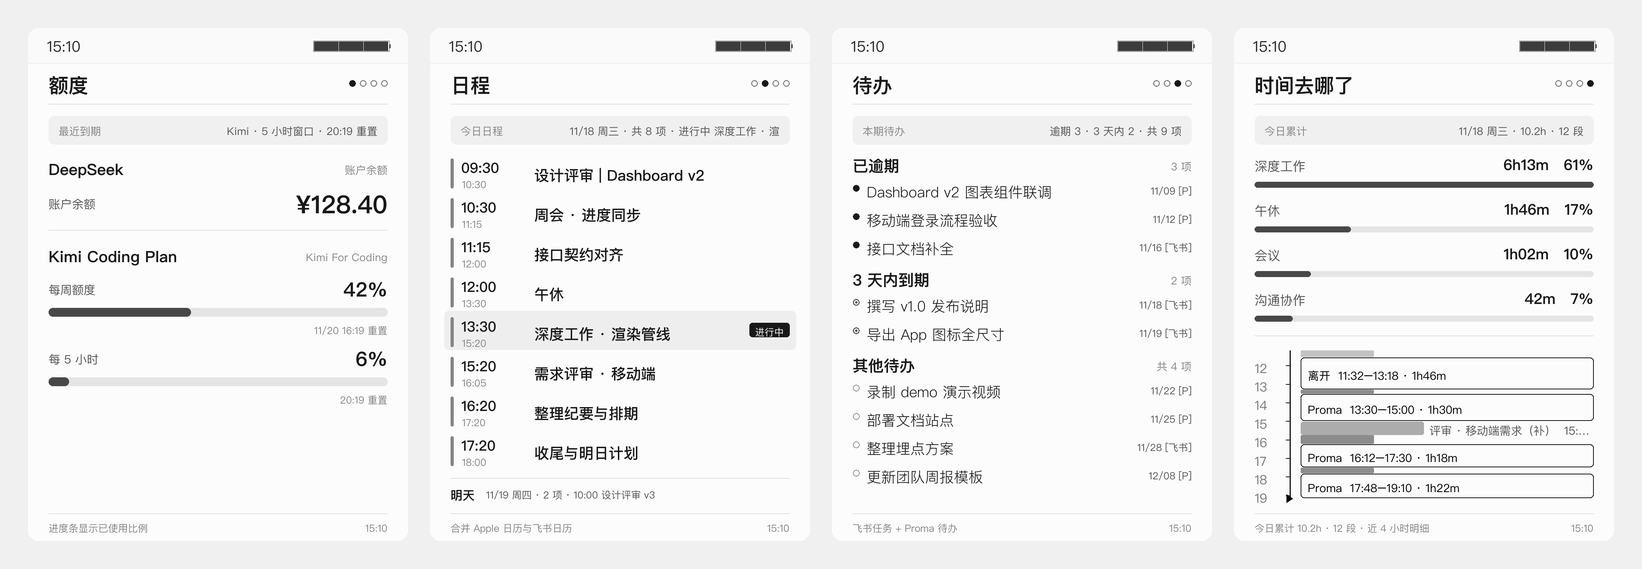 15:10
额度
最近到期 Kimi · 5 小时窗口 · 20:19 重置
DeepSeek 账户余额
账户余额 ¥128.40
Kimi Coding Plan Kimi For Coding
每周额度 42%
11/20 16:19 重置
每 5 小时 6%
20:19 重置
进度条显示已使用比例 15:10
15:10
日程
今日日程 11/18 周三 · 共 8 项 · 进行中 深度工作 · 渲
09:30 设计评审 | Dashboard v2
10:30
10:30 周会 · 进度同步
11:15
11:15 接口契约对齐
12:00
12:00 午休
13:30
13:30 深度工作 · 渲染管线 进行中
15:20
15:20 需求评审 · 移动端
16:05
16:20 整理纪要与排期
17:20
17:20 收尾与明日计划
18:00
明天 11/19 周四 · 2 项 · 10:00 设计评审 v3
合并 Apple 日历与飞书日历 15:10
15:10
待办
本期待办 逾期 3 · 3 天内 2 · 共 9 项
已逾期 3 项
Dashboard v2 图表组件联调 11/09 [P]
移动端登录流程验收 11/12 [P]
接口文档补全 11/16 [飞书]
3 天内到期 2 项
撰写 v1.0 发布说明 11/18 [飞书]
导出 App 图标全尺寸 11/19 [飞书]
其他待办 共 4 项
录制 demo 演示视频 11/22 [P]
部署文档站点 11/25 [P]
整理埋点方案 11/28 [飞书]
更新团队周报模板 12/08 [P]
飞书任务 + Proma 待办 15:10
15:10
时间去哪了
今日累计 11/18 周三 · 10.2h · 12 段
深度工作 6h13m 61%
午休 1h46m 17%
会议 1h02m 10%
沟通协作 42m 7%
12
离开 11:32—13:18 · 1h46m
13
14
Proma 13:30—15:00 · 1h30m
15
评审 · 移动端需求（补） 15:…
16
17
Proma 16:12—17:30 · 1h18m
18
Proma 17:48—19:10 · 1h22m
19
今日累计 10.2h · 12 段 · 近 4 小时明细 15:10